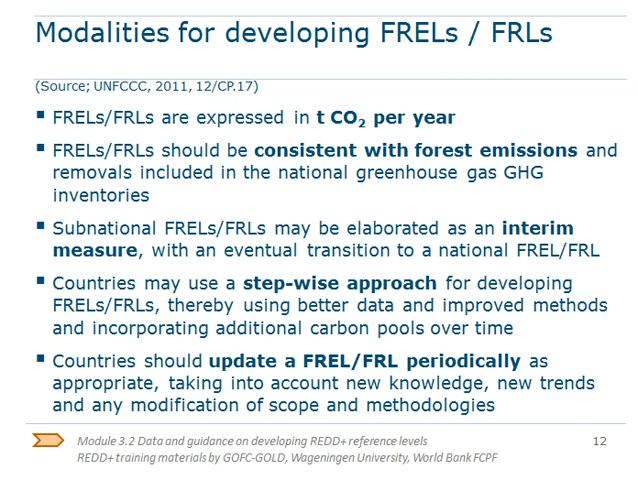 Modalities for developing FRELs / FRLs
(Source; UNFCCC, 2011, 12/CP.17)
▪ FRELs/FRLs are expressed in t CO₂ per year
▪ FRELs/FRLs should be consistent with forest emissions and
removals included in the national greenhouse gas GHG
inventories
▪ Subnational FRELs/FRLs may be elaborated as an interim
measure, with an eventual transition to a national FREL/FRL
▪ Countries may use a step-wise approach for developing
FRELs/FRLs, thereby using better data and improved methods
and incorporating additional carbon pools over time
▪ Countries should update a FREL/FRL periodically as
appropriate, taking into account new knowledge, new trends
and any modification of scope and methodologies
Module 3.2 Data and guidance on developing REDD+ reference levels
REDD+ training materials by GOFC-GOLD, Wageningen University, World Bank FCPF
12